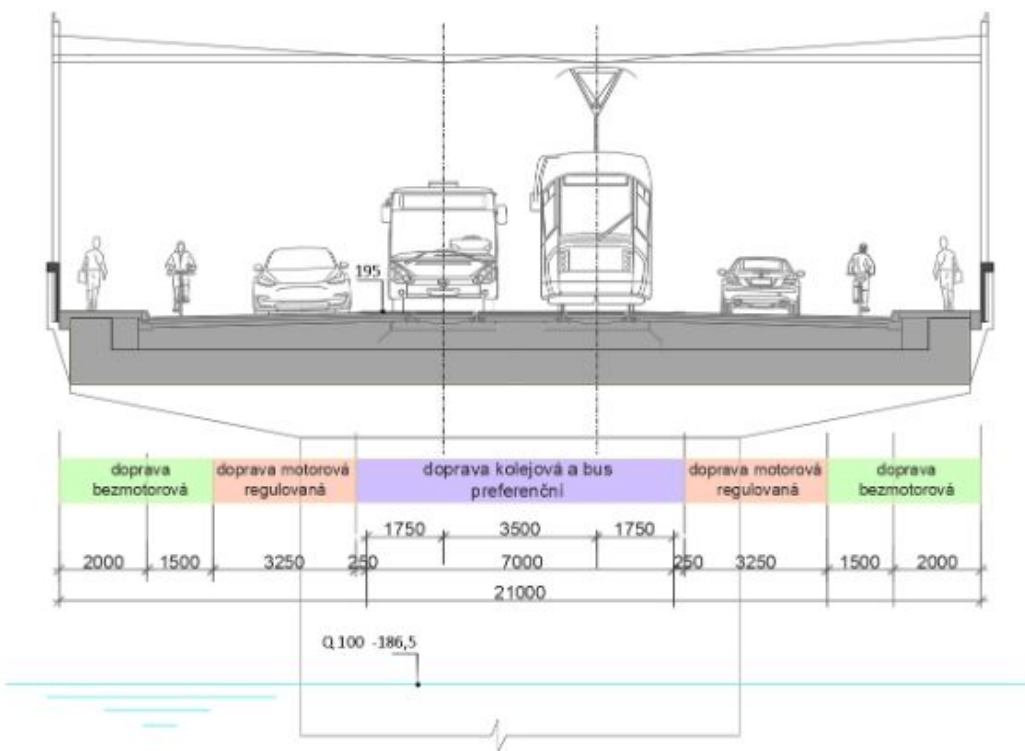 195
doprava
bezmotorová
doprava motorová
regulovaná
doprava kolejová a bus
preferenční
doprava motorová
regulovaná
doprava
bezmotorová
1750 3500 1750
2000 1500 3250 250 7000 250 3250 1500 2000
21000
Q 100 -186,5